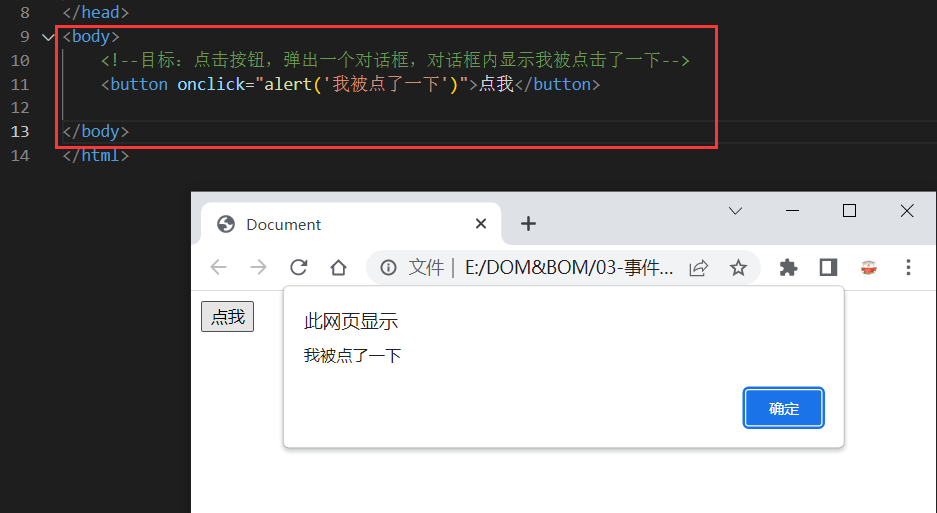 8 </head>
9 <body>
10 <!--目标：点击按钮，弹出一个对话框，对话框内显示我被点击了一下-->
11 <button onclick="alert('我被点了一下')">点我</button>
12
13 </body>
14 </html>
Document
文件 | E:/DOM&BOM/03-事件...
点我
此网页显示
我被点了一下
确定